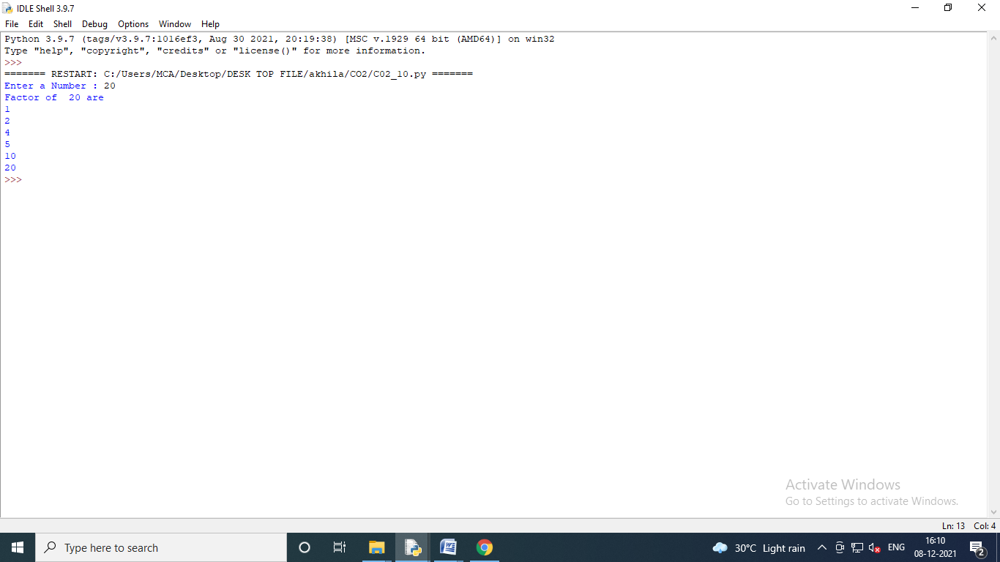 IDLE Shell 3.9.7
File Edit Shell Debug Options Window Help
Python 3.9.7 (tags/v3.9.7:1016ef3, Aug 30 2021, 20:19:38) [MSC v.1929 64 bit (AMD64)] on win32
Type "help", "copyright", "credits" or "license()" for more information.
>>>
======= RESTART: C:/Users/MCA/Desktop/DESK TOP FILE/akhila/CO2/C02_10.py =======
Enter a Number : 20
Factor of  20 are
1
2
4
5
10
20
>>>
Activate Windows
Go to Settings to activate Windows.
Ln: 13 Col: 4
Type here to search
30°C Light rain
ENG
16:10
08-12-2021
2